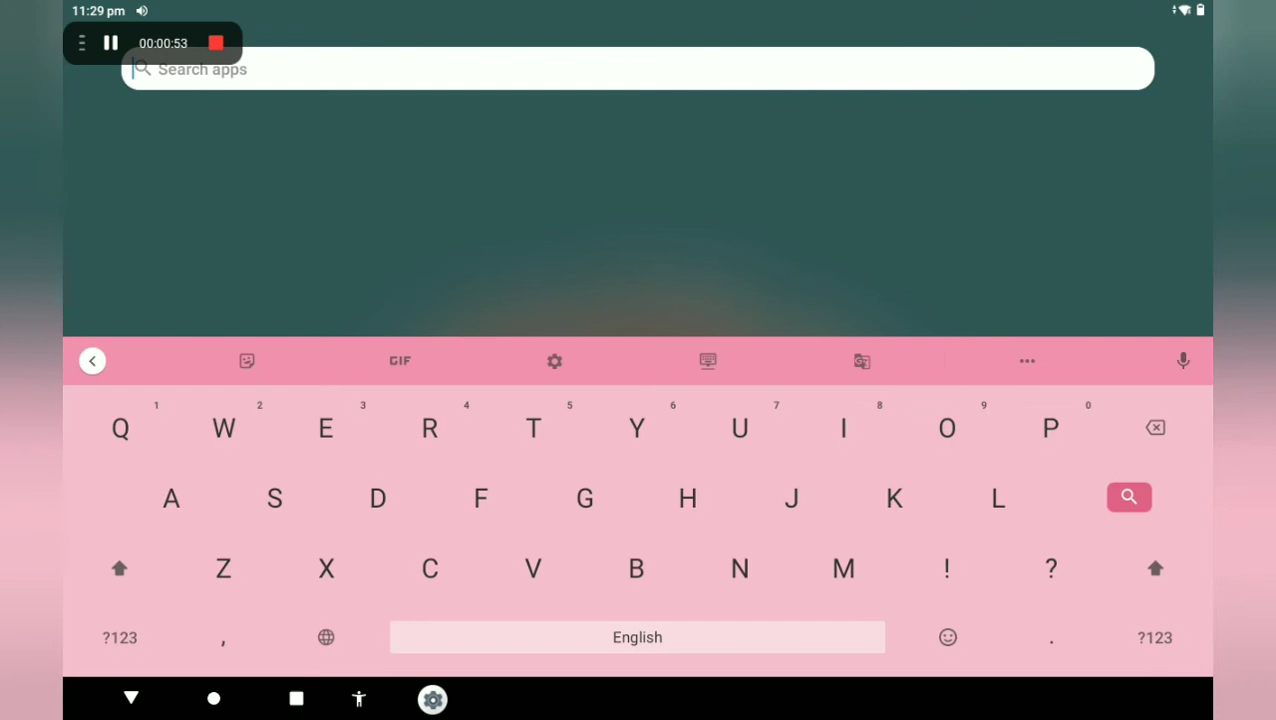 11:29 pm
00:00:53
Search apps
GIF
1 2 3 4 5 6 7 8 9 0
Q W E R T Y U I O P
A S D F G H J K L
Z X C V B N M ! ?
?123 , English . ?123